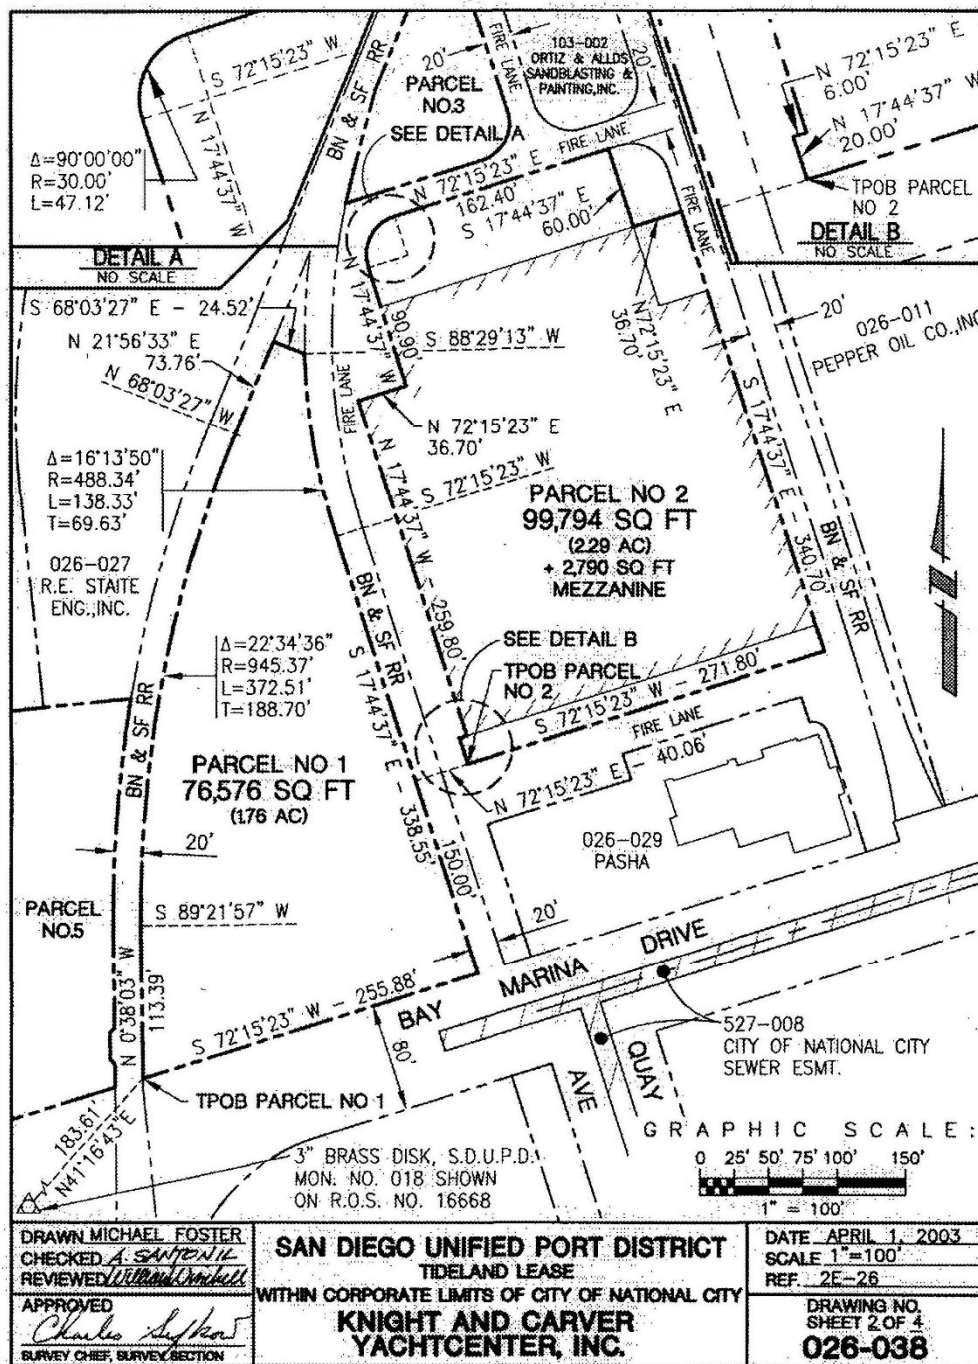 S 72°15'23" W
N 17°44'37" W
Δ=90°00'00"
R=30.00'
L=47.12'
DETAIL A
NO SCALE
BN & SF RR
20'
PARCEL
NO.3
SEE DETAIL A
FIRE LANE
103-002
ORTIZ & ALLDS
SANDBLASTING &
PAINTING,INC.
20'
FIRE LANE
N 72°15'23" E
162.40'
S 17°44'37" E
60.00'
FIRE LANE
N 72°15'23" E
6.00'
N 17°44'37" W
20.00'
TPOB PARCEL
NO 2
DETAIL B
NO SCALE
S 68°03'27" E - 24.52'
N 21°56'33" E
73.76'
N 68°03'27" W
N 17°44'37" W
90.90'
S 88°29'13" W
FIRE LANE
N 72°15'23" E
36.70'
N72°15'23" E
36.70'
20'
026-011
PEPPER OIL CO.,INC.
Δ=16°13'50"
R=488.34'
L=138.33'
T=69.63'
026-027
R.E. STAITE
ENG.,INC.
S 72°15'23" W
N 17°44'37" W - 259.80'
PARCEL NO 2
99,794 SQ FT
(2.29 AC)
+ 2,790 SQ FT
MEZZANINE
S 17°44'37" E - 340.70'
BN & SF RR
Δ=22°34'36"
R=945.37'
L=372.51'
T=188.70'
BN & SF RR
S 17°44'37" E - 338.55'
SEE DETAIL B
TPOB PARCEL
NO 2
S 72°15'23" W - 271.80'
FIRE LANE
N 72°15'23" E - 40.06'
BN & SF RR
PARCEL NO 1
76,576 SQ FT
(1.76 AC)
20'
150.00'
026-029
PASHA
PARCEL
NO.5
S 89°21'57" W
20'
N 0°38'03" W
113.39'
S 72°15'23" W - 255.88'
80'
BAY MARINA DRIVE
527-008
CITY OF NATIONAL CITY
SEWER ESMT.
QUAY
AVE
TPOB PARCEL NO 1
183.61'
N41°16'43"E
3" BRASS DISK, S.D.U.P.D.
MON. NO. 018 SHOWN
ON R.O.S. NO. 16668
GRAPHIC SCALE:
0 25' 50' 75' 100' 150'
1" = 100'
DRAWN MICHAEL FOSTER
CHECKED A. SANTONIL
REVIEWED
APPROVED
Charles
SURVEY CHIEF, SURVEY SECTION
SAN DIEGO UNIFIED PORT DISTRICT
TIDELAND LEASE
WITHIN CORPORATE LIMITS OF CITY OF NATIONAL CITY
KNIGHT AND CARVER
YACHTCENTER, INC.
DATE APRIL 1, 2003
SCALE 1"=100'
REF. 2E-26
DRAWING NO.
SHEET 2 OF 4
026-038